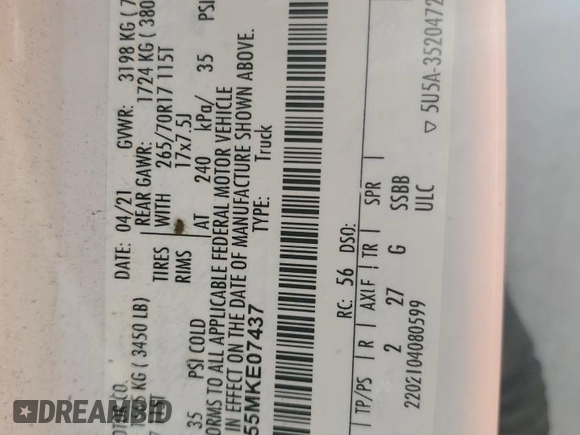 DATE: 04/21 GVWR: 3198 KG
REAR GAWR: 1724 KG
KG ( 3450 LB) TIRES WITH 265/70R17 115T
RIMS 17x7.5J
35 PSI COLD AT 240 kPa/ 35 PSI
TO ALL APPLICABLE FEDERAL MOTOR VEHICLE
EFFECT ON THE DATE OF MANUFACTURE SHOWN ABOVE.
55MKE07437 TYPE: Truck
RC: 56 DSO:
TP/PS R AXLE TR SPR
2 27 G SSBB
2202104080599 ULC
5U5A-3520472
DREAMBID